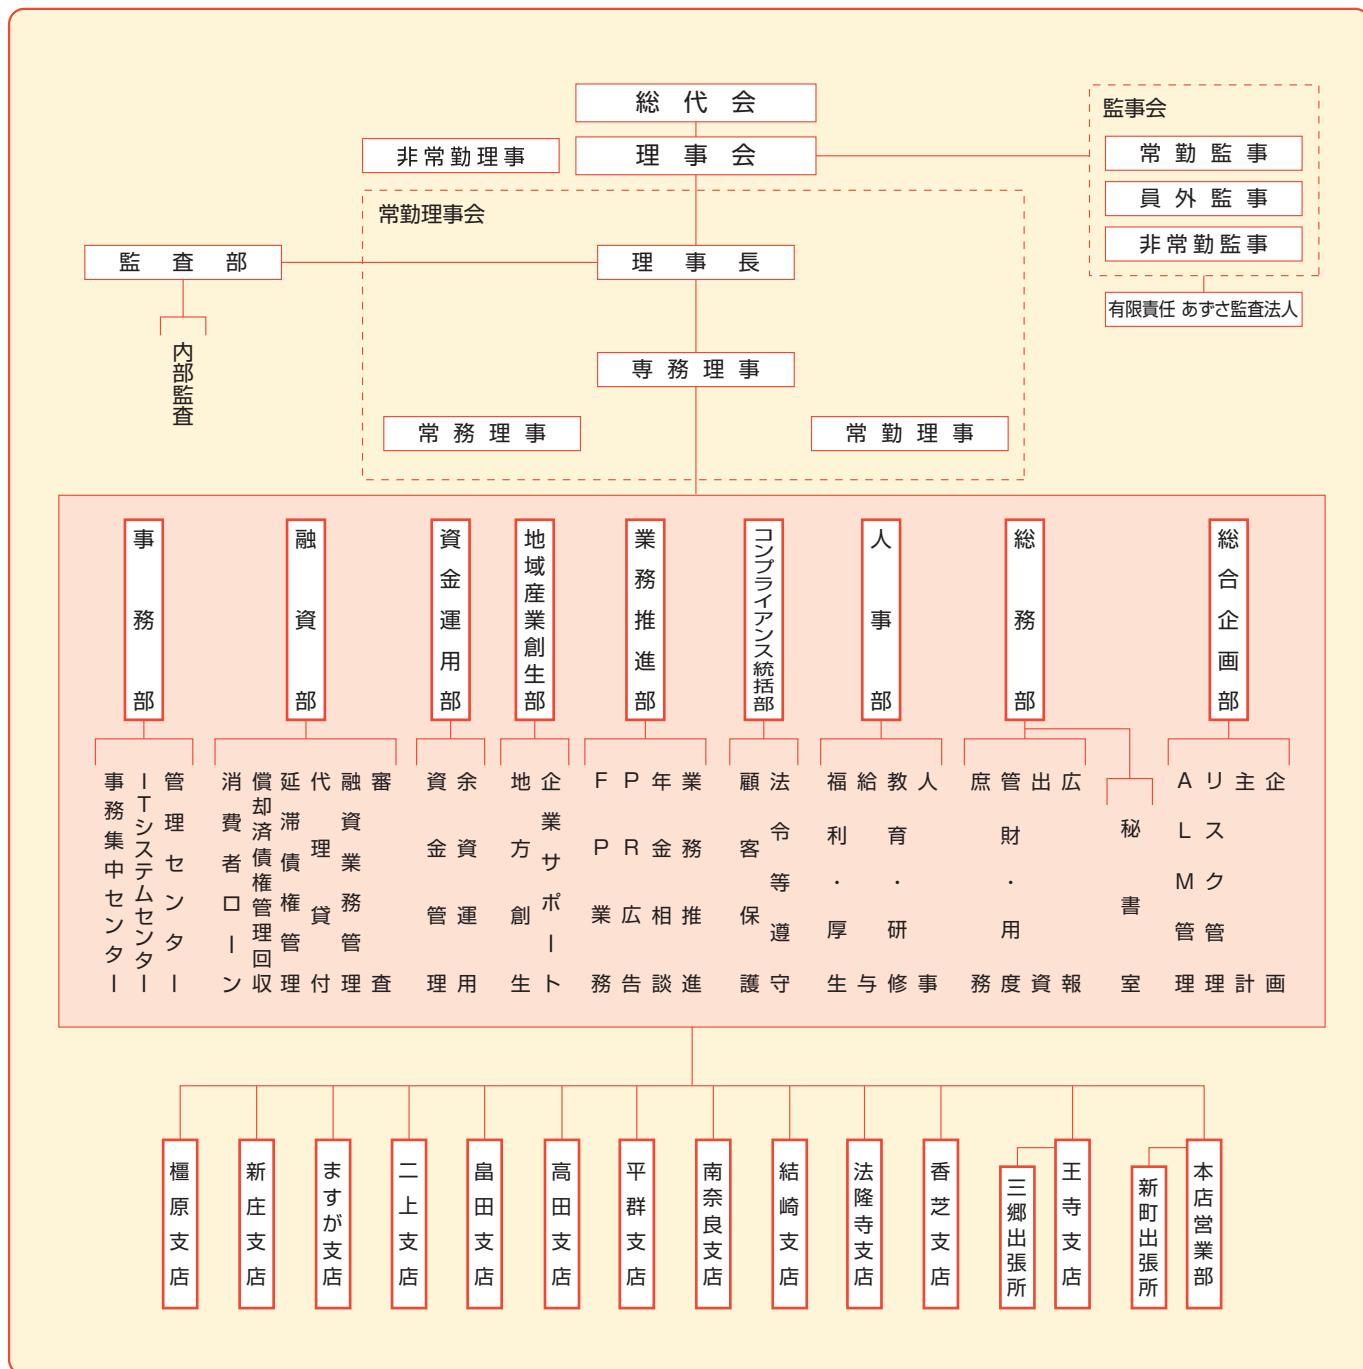 総代会
理事会
非常勤理事
監事会
常勤監事
員外監事
非常勤監事
有限責任 あずさ監査法人
常勤理事会
理事長
監査部
内部監査
専務理事
常務理事
常勤理事
総合企画部
総務部
人事部
コンプライアンス統括部
業務推進部
地域産業創生部
資金運用部
融資部
事務部
企画
主計
リスク管理
ALM管理
秘書室
広報
出資
管財・用度
庶務
人事
教育・研修
給与
福利・厚生
法令等遵守
顧客保護
業務推進
年金相談
PR広告
FP業務
企業サポート
地方創生
余資運用
資金管理
審査
融資業務管理
代理貸付
延滞債権管理
償却済債権管理回収
消費者ローン
管理センター
ITシステムセンター
事務集中センター
本店営業部
新町出張所
王寺支店
三郷出張所
香芝支店
法隆寺支店
結崎支店
南奈良支店
平群支店
高田支店
畠田支店
二上支店
ますが支店
新庄支店
橿原支店